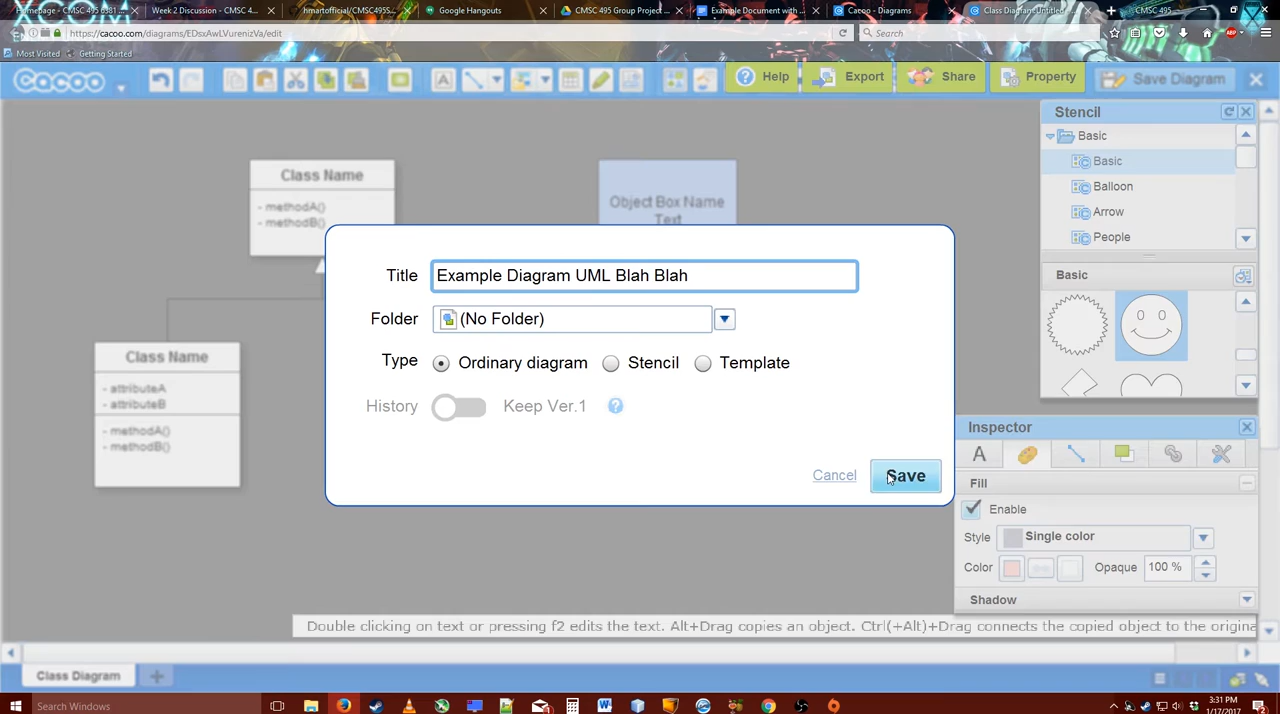 Homepage - CMSC 495 6381
Week 2 Discussion - CMSC 4
hmartofficial/CMSC495S
Google Hangouts
CMSC 495 Group Project
Example Document with
Cacoo - Diagrams
Class Diagram:Untitled
CMSC 495
https://cacoo.com/diagrams/EDsxAwLVurenizVa/edit
Search
Most Visited
Getting Started
Cacoo
Help
Export
Share
Property
Save Diagram
Stencil
Basic
Basic
Balloon
Arrow
People
Basic
Class Name
- methodA()
- methodB()
Object Box Name
Text
Title
Example Diagram UML Blah Blah
Folder
(No Folder)
Type
Ordinary diagram
Stencil
Template
History
Keep Ver.1
Cancel
Save
Class Name
- attributeA
- attributeB
- methodA()
- methodB()
Inspector
Fill
Enable
Style
Single color
Color
Opaque
100 %
Shadow
Double clicking on text or pressing f2 edits the text. Alt+Drag copies an object. Ctrl(+Alt)+Drag connects the copied object to the origina
Class Diagram
Search Windows
3:31 PM
1/17/2017